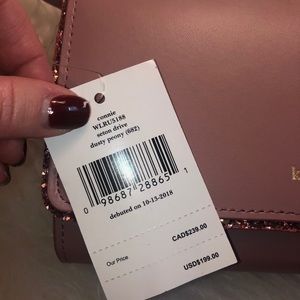 connie
WLRU5188
seton drive
dusty peony (682)
0 98687 28865 1
debuted on 10-13-2018
CAD$239.00
Our Price
USD$199.00
k